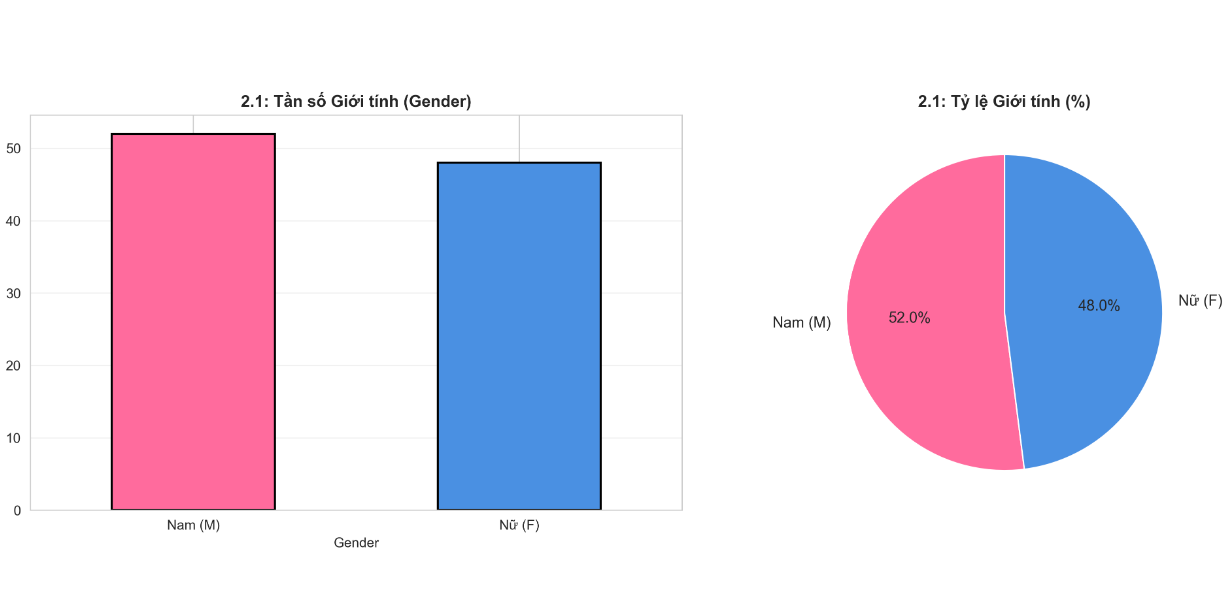 2.1: Tần số Giới tính (Gender)
50
40
30
20
10
0
Nam (M)
Nữ (F)
Gender
2.1: Tỷ lệ Giới tính (%)
Nam (M)
52.0%
48.0%
Nữ (F)